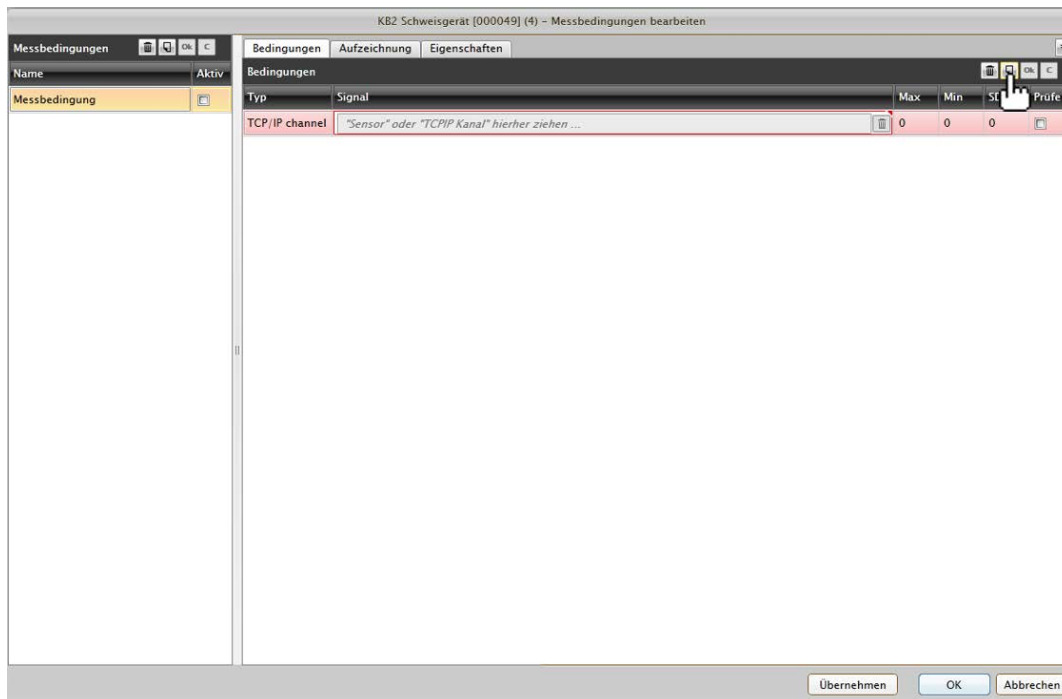 KB2 Schweisgerät [000049] (4) – Messbedingungen bearbeiten
Messbedingungen Ok C
Name Aktiv
Messbedingung
Bedingungen Aufzeichnung Eigenschaften
Bedingungen Ok C
Typ Signal Max Min Prüfe
TCP/IP channel "Sensor" oder "TCPIP Kanal" hierher ziehen ... 0 0 0
Übernehmen OK Abbrechen